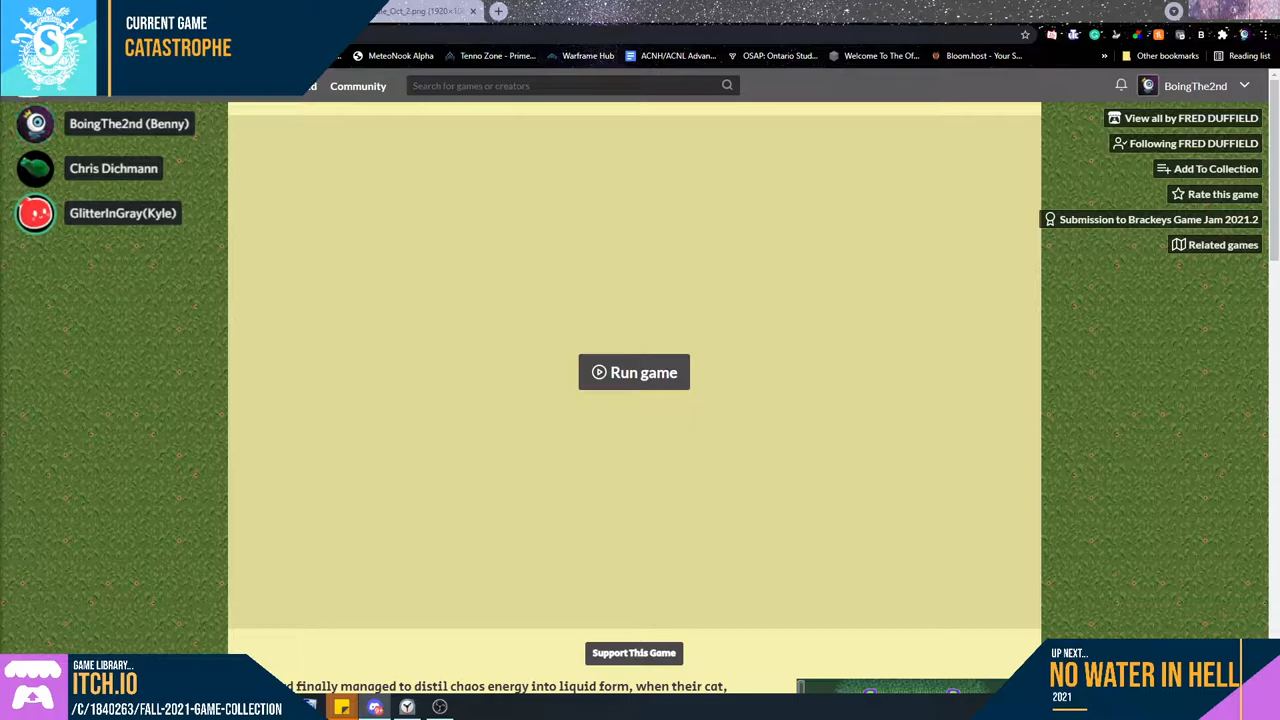 CURRENT GAME
CATASTROPHE
_Oct_2.png (1920×10
MeteoNook Alpha
Tenno Zone - Prime...
Warframe Hub
ACNH/ACNL Advan...
OSAP: Ontario Stud...
Welcome To The Of...
Bloom.host - Your S...
»
Other bookmarks
Reading list
Community
Search for games or creators
BoingThe2nd
BoingThe2nd (Benny)
Chris Dichmann
GlitterInGray(Kyle)
View all by FRED DUFFIELD
Following FRED DUFFIELD
Add To Collection
Rate this game
Submission to Brackeys Game Jam 2021.2
Related games
Run game
Support This Game
finally managed to distil chaos energy into liquid form, when their cat,
GAME LIBRARY...
ITCH.IO
/C/1840263/FALL-2021-GAME-COLLECTION
UP NEXT...
NO WATER IN HELL
2021